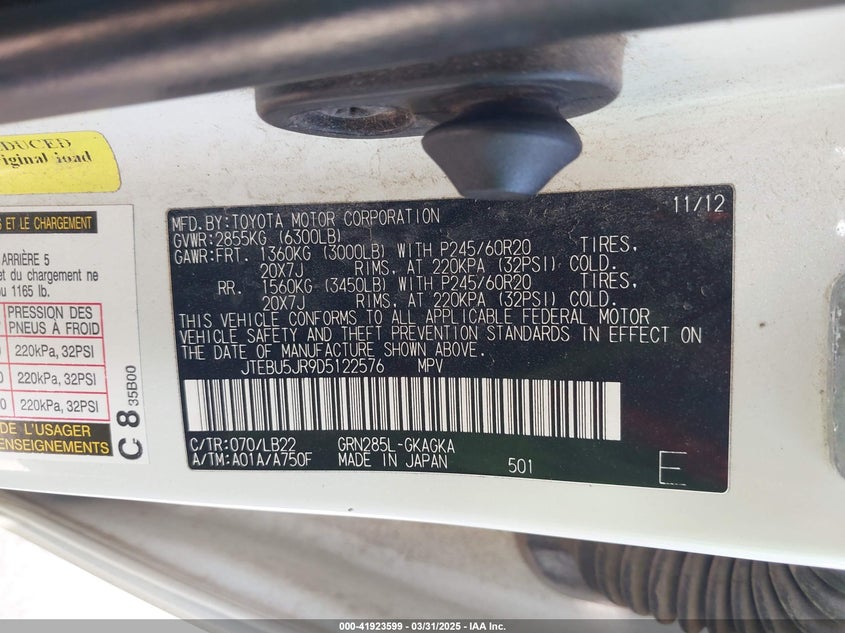 DUCED
riginal load
S ET LE CHARGEMENT
ARRIÈRE 5
et du chargement ne
ou 1165 lb.
PRESSION DES
PNEUS À FROID
220kPa, 32PSI
220kPa, 32PSI
0 220kPa, 32PSI
DE L'USAGER
ENSEIGNEMENTS
C 8 35B00
MFD. BY: TOYOTA MOTOR CORPORATION 11/12
GVWR: 2855KG (6300LB)
GAWR: FRT. 1360KG (3000LB) WITH P245/60R20 TIRES,
20X7J RIMS, AT 220KPA (32PSI) COLD.
RR. 1560KG (3450LB) WITH P245/60R20 TIRES,
20X7J RIMS, AT 220KPA (32PSI) COLD.
THIS VEHICLE CONFORMS TO ALL APPLICABLE FEDERAL MOTOR
VEHICLE SAFETY AND THEFT PREVENTION STANDARDS IN EFFECT ON
THE DATE OF MANUFACTURE SHOWN ABOVE.
JTEBU5JR9D5122576 MPV
C/TR: 070/LB22 GRN285L-GKAGKA
A/TM: A01A/A750F MADE IN JAPAN 501 E
000-41923599 - 03/31/2025 - IAA Inc.